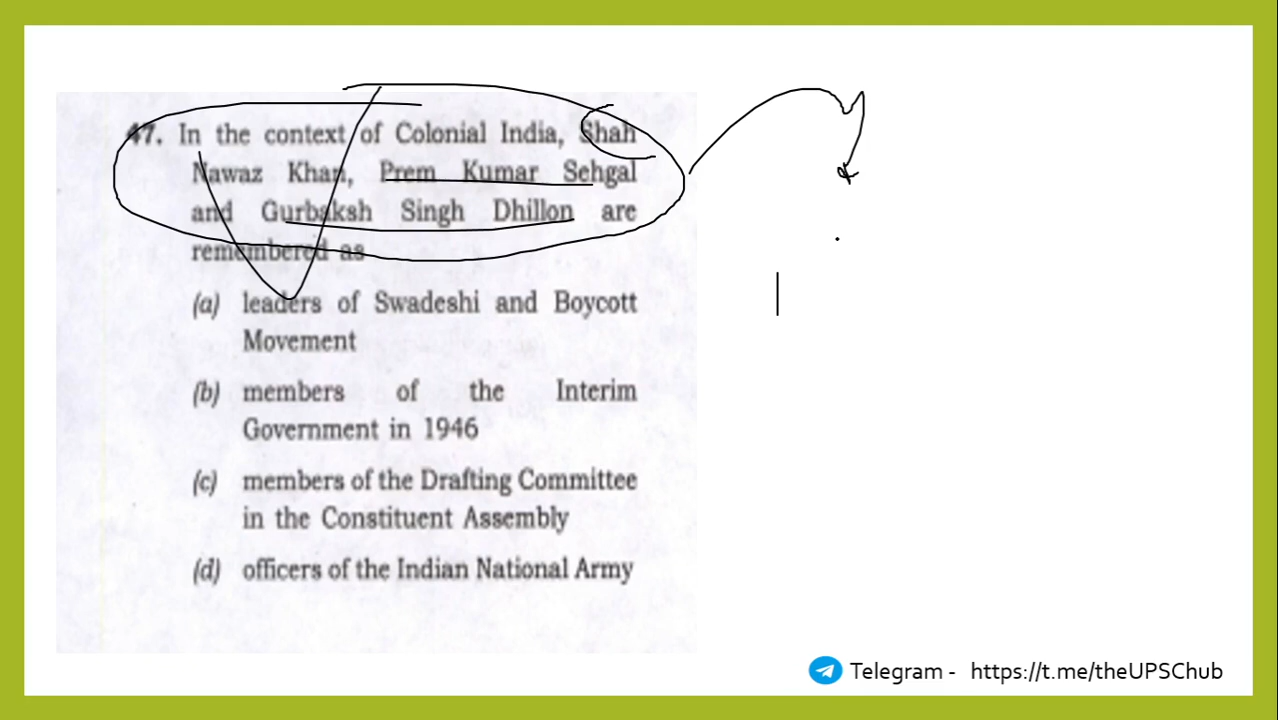 47. In the context of Colonial India, Shah
Nawaz Khan, Prem Kumar Sehgal
and Gurbaksh Singh Dhillon are
remembered as
(a) leaders of Swadeshi and Boycott
Movement
(b) members of the Interim
Government in 1946
(c) members of the Drafting Committee
in the Constituent Assembly
(d) officers of the Indian National Army
Telegram - https://t.me/theUPSChub